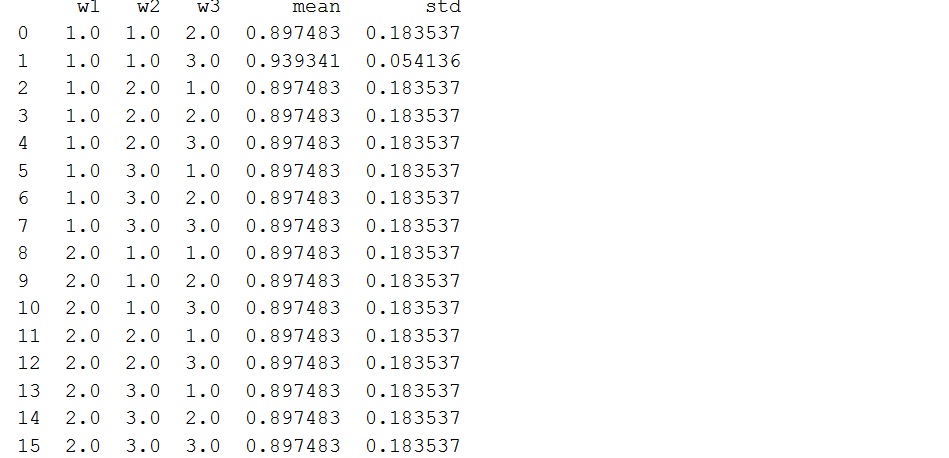 w1 w2 w3 mean std
0 1.0 1.0 2.0 0.897483 0.183537
1 1.0 1.0 3.0 0.939341 0.054136
2 1.0 2.0 1.0 0.897483 0.183537
3 1.0 2.0 2.0 0.897483 0.183537
4 1.0 2.0 3.0 0.897483 0.183537
5 1.0 3.0 1.0 0.897483 0.183537
6 1.0 3.0 2.0 0.897483 0.183537
7 1.0 3.0 3.0 0.897483 0.183537
8 2.0 1.0 1.0 0.897483 0.183537
9 2.0 1.0 2.0 0.897483 0.183537
10 2.0 1.0 3.0 0.897483 0.183537
11 2.0 2.0 1.0 0.897483 0.183537
12 2.0 2.0 3.0 0.897483 0.183537
13 2.0 3.0 1.0 0.897483 0.183537
14 2.0 3.0 2.0 0.897483 0.183537
15 2.0 3.0 3.0 0.897483 0.183537